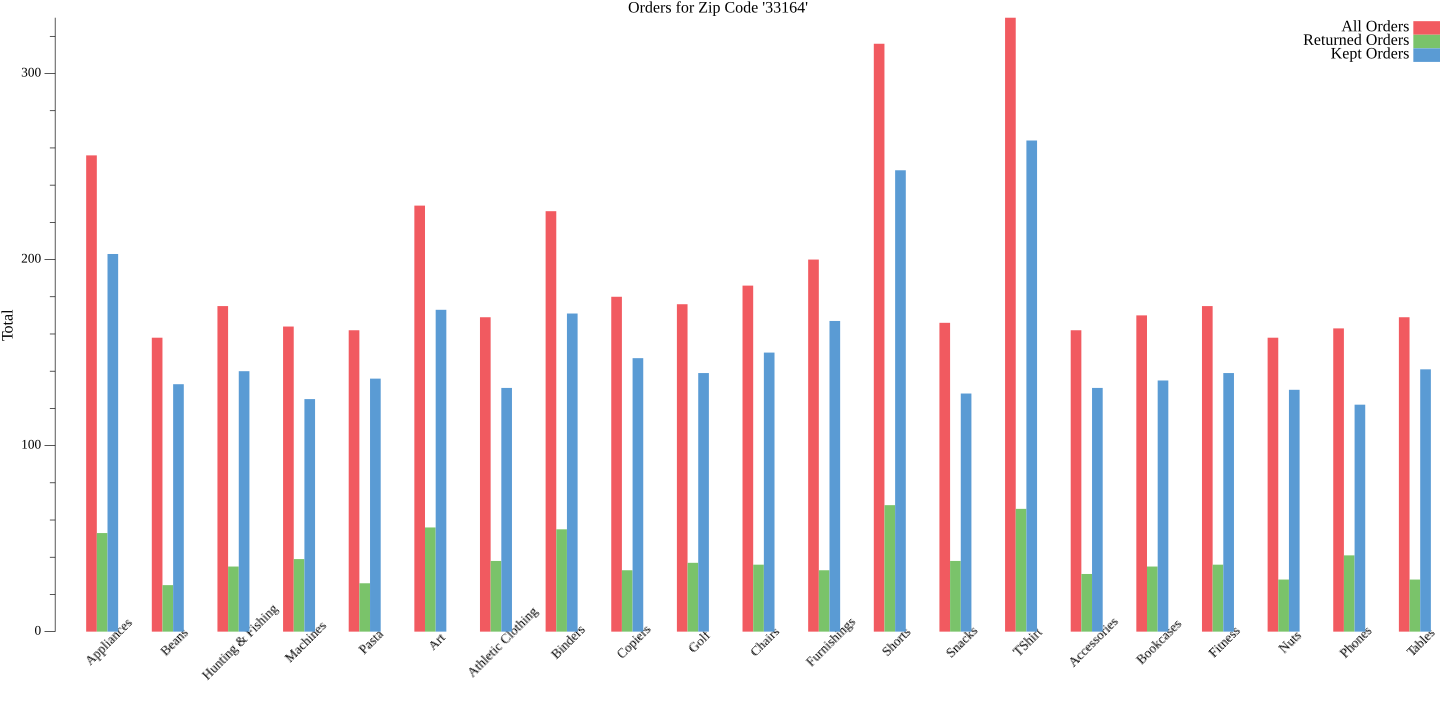 Orders for Zip Code '33164'
All Orders
Returned Orders
Kept Orders
Total
300
200
100
0
Appliances
Beans
Hunting & Fishing
Machines
Pasta
Art
Athletic Clothing
Binders
Copiers
Golf
Chairs
Furnishings
Shorts
Snacks
TShirt
Accessories
Bookcases
Fitness
Nuts
Phones
Tables